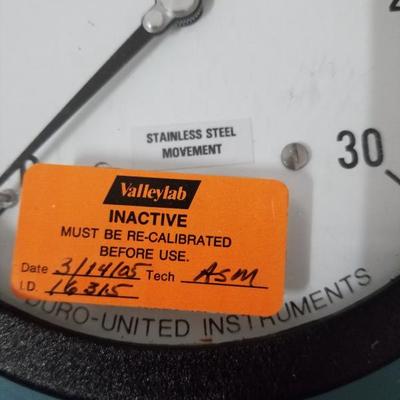 STAINLESS STEEL
MOVEMENT
30
Valleylab
INACTIVE
MUST BE RE-CALIBRATED
BEFORE USE.
Date 3/14/05 Tech ASM
I.D. 16315
DURO-UNITED INSTRUMENTS